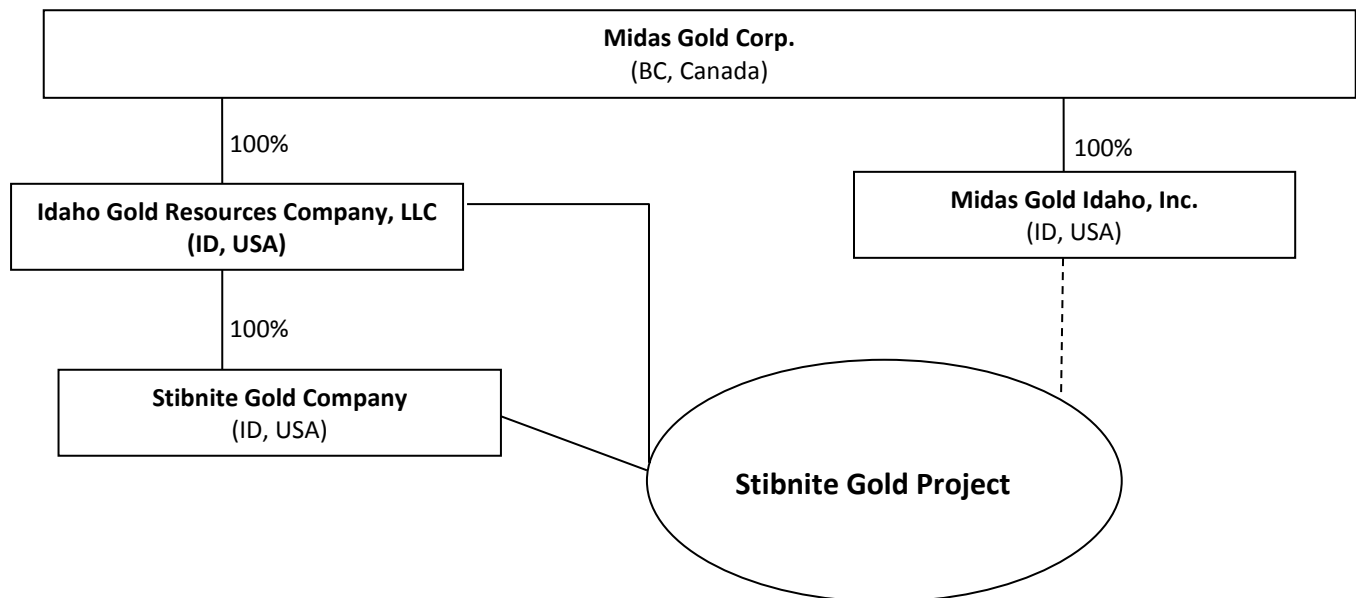 Midas Gold Corp.
(BC, Canada)
100%
100%
Idaho Gold Resources Company, LLC
(ID, USA)
Midas Gold Idaho, Inc.
(ID, USA)
100%
Stibnite Gold Company
(ID, USA)
Stibnite Gold Project